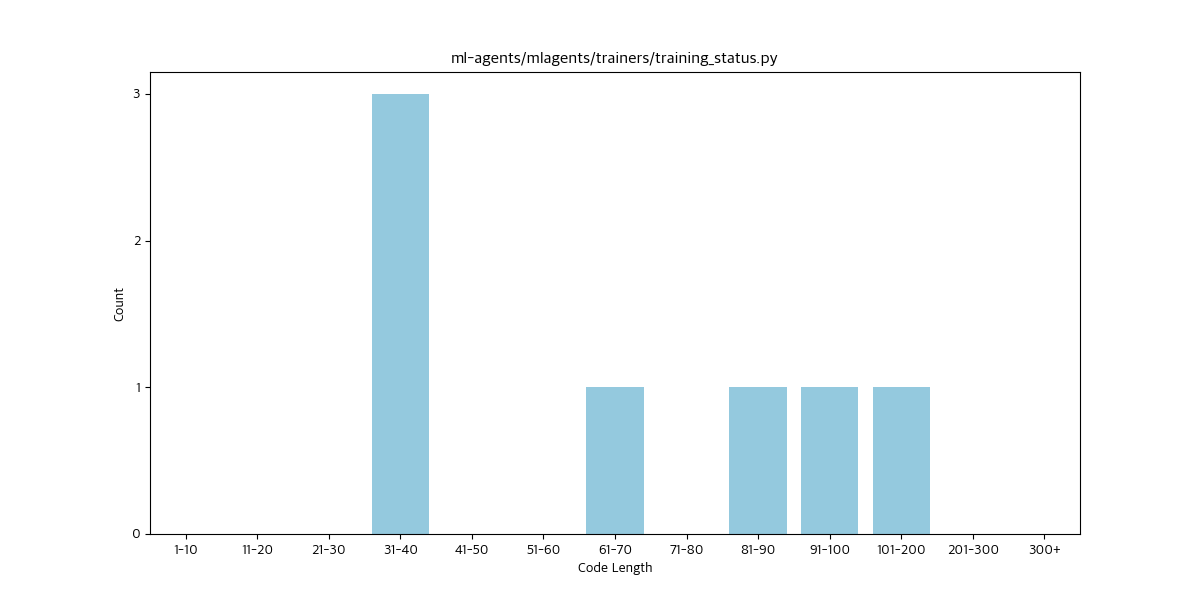 ml-agents/mlagents/trainers/training_status.py
3
2
1
0
Count
1-10 11-20 21-30 31-40 41-50 51-60 61-70 71-80 81-90 91-100 101-200 201-300 300+
Code Length